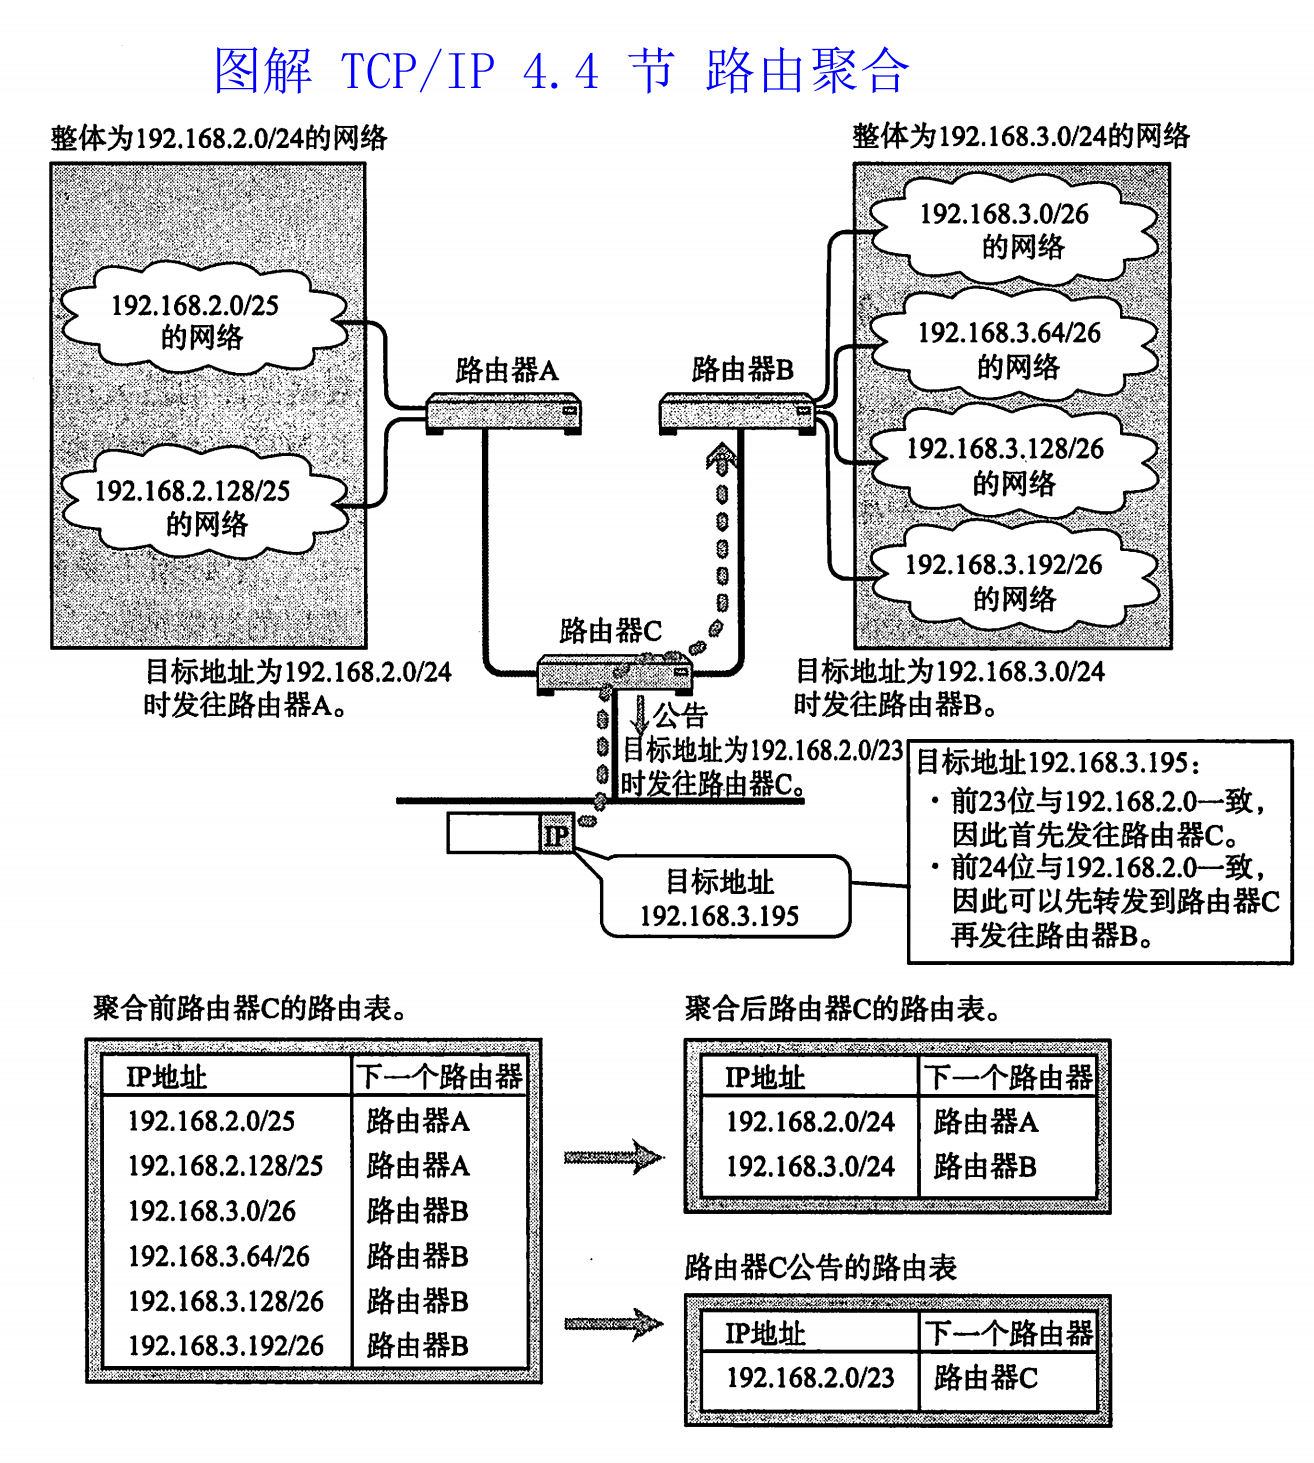 图解 TCP/IP 4.4 节 路由聚合
整体为192.168.2.0/24的网络
192.168.2.0/25
的网络
192.168.2.128/25
的网络
整体为192.168.3.0/24的网络
192.168.3.0/26
的网络
192.168.3.64/26
的网络
192.168.3.128/26
的网络
192.168.3.192/26
的网络
路由器A
路由器B
路由器C
目标地址为192.168.2.0/24
时发往路由器A。
目标地址为192.168.3.0/24
时发往路由器B。
公告
目标地址为192.168.2.0/23
时发往路由器C。
IP
目标地址
192.168.3.195
目标地址192.168.3.195：
·前23位与192.168.2.0一致，
因此首先发往路由器C。
·前24位与192.168.2.0一致，
因此可以先转发到路由器C
再发往路由器B。
聚合前路由器C的路由表。
IP地址 下一个路由器
192.168.2.0/25 路由器A
192.168.2.128/25 路由器A
192.168.3.0/26 路由器B
192.168.3.64/26 路由器B
192.168.3.128/26 路由器B
192.168.3.192/26 路由器B
聚合后路由器C的路由表。
IP地址 下一个路由器
192.168.2.0/24 路由器A
192.168.3.0/24 路由器B
路由器C公告的路由表
IP地址 下一个路由器
192.168.2.0/23 路由器C